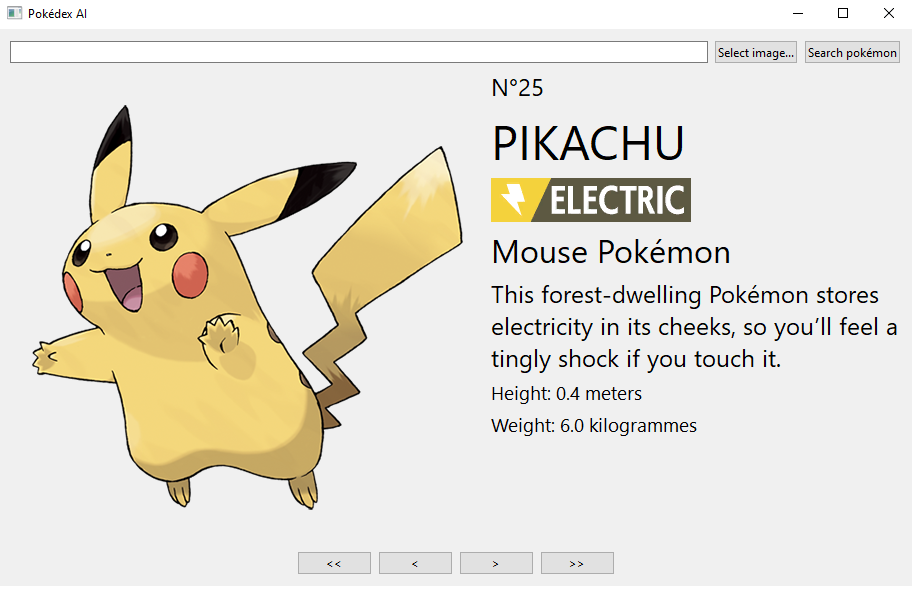 Pokédex AI
Select image... Search pokémon
N°25
PIKACHU
ELECTRIC
Mouse Pokémon
This forest-dwelling Pokémon stores
electricity in its cheeks, so you’ll feel a
tingly shock if you touch it.
Height: 0.4 meters
Weight: 6.0 kilogrammes
<< < > >>